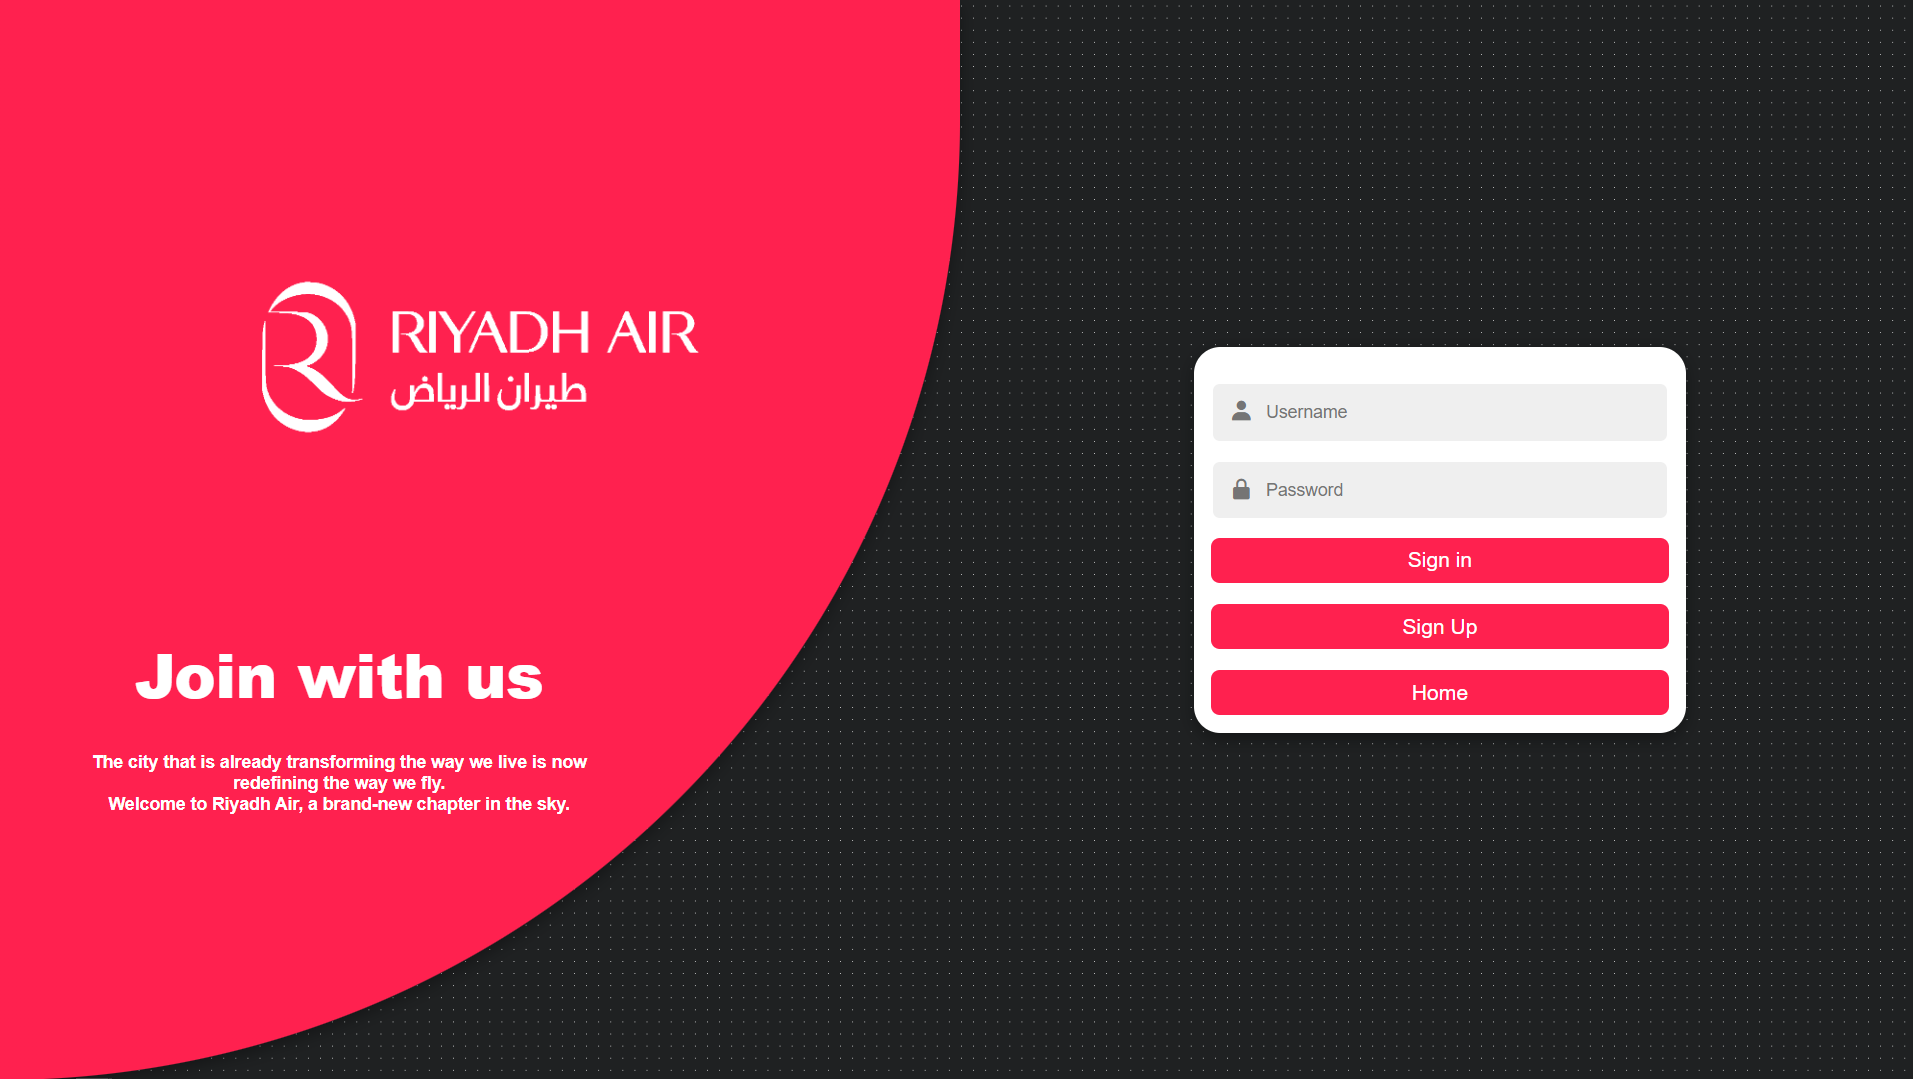 RIYADH AIR
طيران الرياض
Join with us
The city that is already transforming the way we live is now
redefining the way we fly.
Welcome to Riyadh Air, a brand-new chapter in the sky.
Username
Password
Sign in
Sign Up
Home